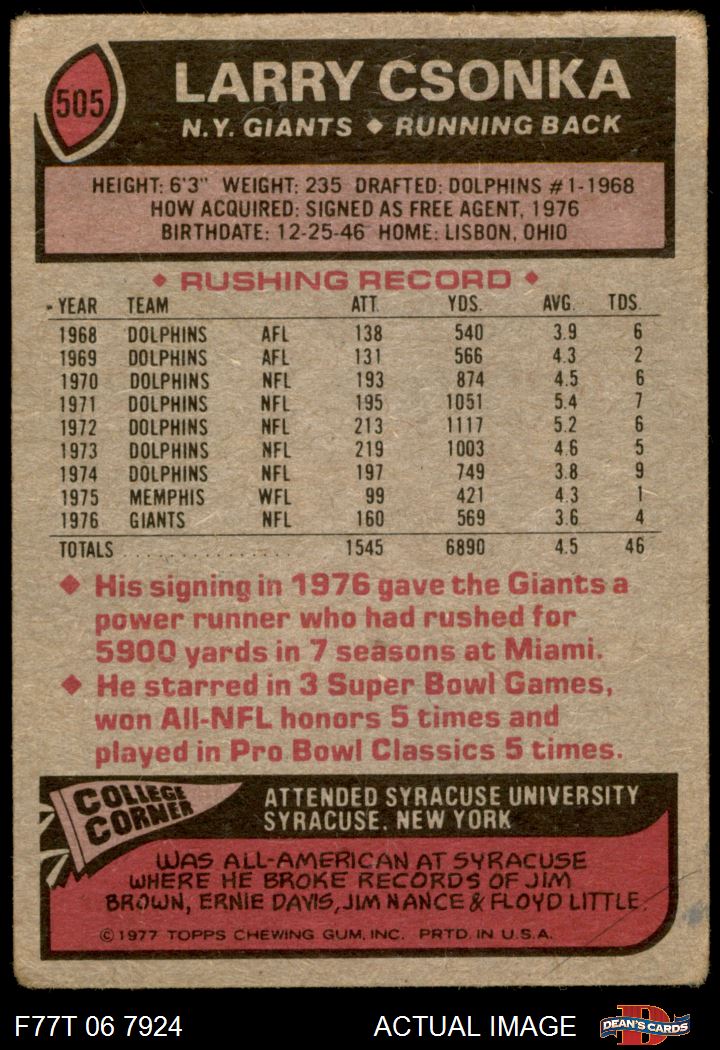 505
LARRY CSONKA
N.Y. GIANTS ◆ RUNNING BACK
HEIGHT: 6'3" WEIGHT: 235 DRAFTED: DOLPHINS #1-1968
HOW ACQUIRED: SIGNED AS FREE AGENT, 1976
BIRTHDATE: 12-25-46 HOME: LISBON, OHIO
◆ RUSHING RECORD ◆
YEAR TEAM ATT. YDS. AVG. TDS.
1968 DOLPHINS AFL 138 540 3.9 6
1969 DOLPHINS AFL 131 566 4.3 2
1970 DOLPHINS NFL 193 874 4.5 6
1971 DOLPHINS NFL 195 1051 5.4 7
1972 DOLPHINS NFL 213 1117 5.2 6
1973 DOLPHINS NFL 219 1003 4.6 5
1974 DOLPHINS NFL 197 749 3.8 9
1975 MEMPHIS WFL 99 421 4.3 1
1976 GIANTS NFL 160 569 3.6 4
TOTALS . . . . . . . . . . . . . . . 1545 6890 4.5 46
◆ His signing in 1976 gave the Giants a
power runner who had rushed for
5900 yards in 7 seasons at Miami.
◆ He starred in 3 Super Bowl Games,
won All-NFL honors 5 times and
played in Pro Bowl Classics 5 times.
COLLEGE
CORNER
ATTENDED SYRACUSE UNIVERSITY
SYRACUSE, NEW YORK
WAS ALL-AMERICAN AT SYRACUSE
WHERE HE BROKE RECORDS OF JIM
BROWN, ERNIE DAVIS, JIM NANCE & FLOYD LITTLE.
© 1977 TOPPS CHEWING GUM, INC. PRTD. IN U.S.A.
F77T 06 7924 ACTUAL IMAGE DEAN'S CARDS